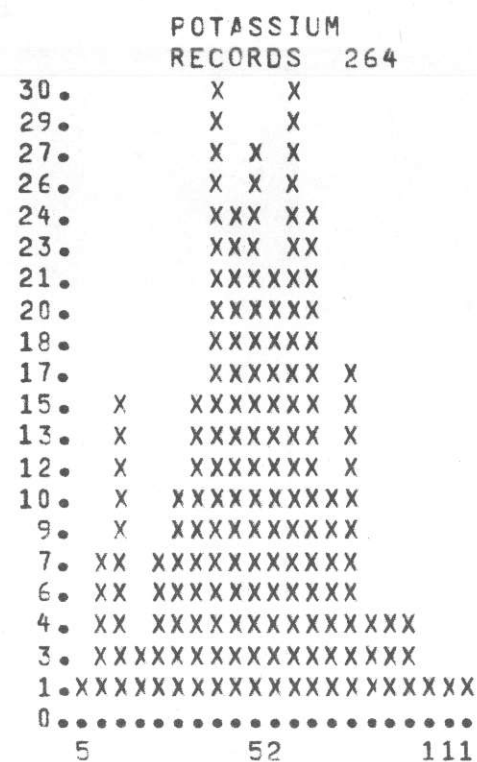 POTASSIUM
RECORDS 264
30. X X
29. X X
27. X X X
26. X X X
24. XXX XX
23. XXX XX
21. XXXXXX
20. XXXXXX
18. XXXXXX
17. XXXXXX X
15. X XXXXXXX X
13. X XXXXXXX X
12. X XXXXXXX X
10. X XXXXXXXXXX
9. X XXXXXXXXXX
7. XX XXXXXXXXXXX
6. XX XXXXXXXXXXX
4. XX XXXXXXXXXXXXXX
3. XXXXXXXXXXXXXXXXX
1.XXXXXXXXXXXXXXXXXXXXX
0......................
5 52 111